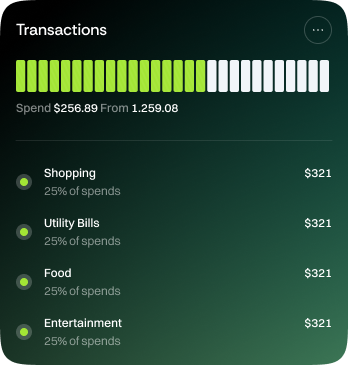 Transactions
Spend $256.89 From 1.259.08
Shopping $321
25% of spends
Utility Bills $321
25% of spends
Food $321
25% of spends
Entertainment $321
25% of spends